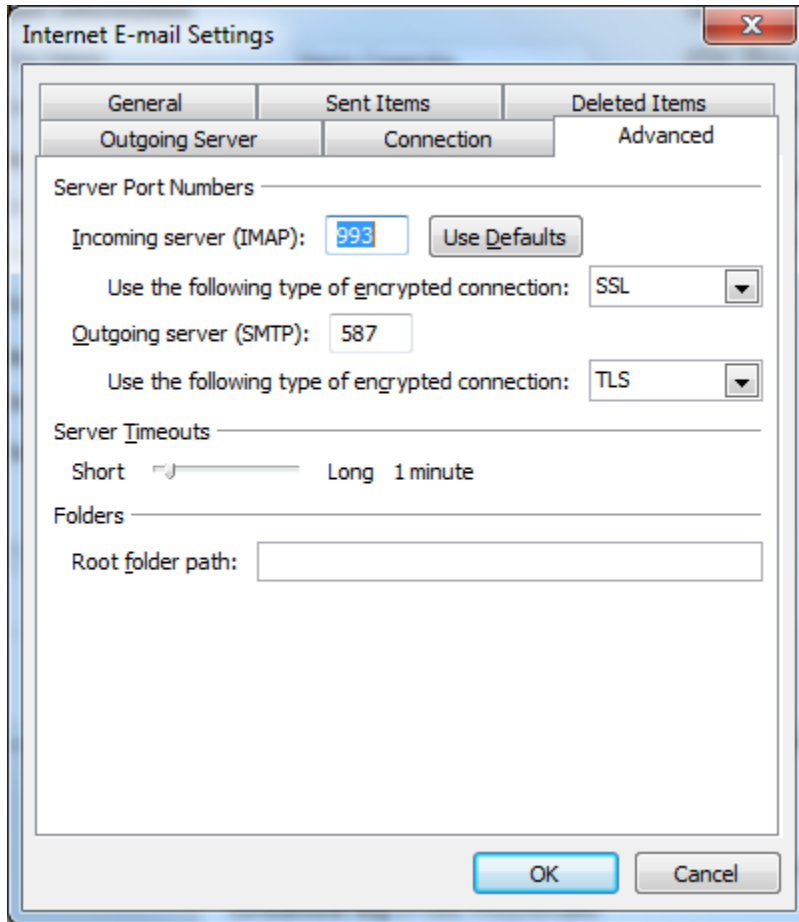 Internet E-mail Settings
General Sent Items Deleted Items
Outgoing Server Connection Advanced
Server Port Numbers
Incoming server (IMAP): 993 Use Defaults
Use the following type of encrypted connection: SSL
Outgoing server (SMTP): 587
Use the following type of encrypted connection: TLS
Server Timeouts
Short Long 1 minute
Folders
Root folder path:
OK Cancel